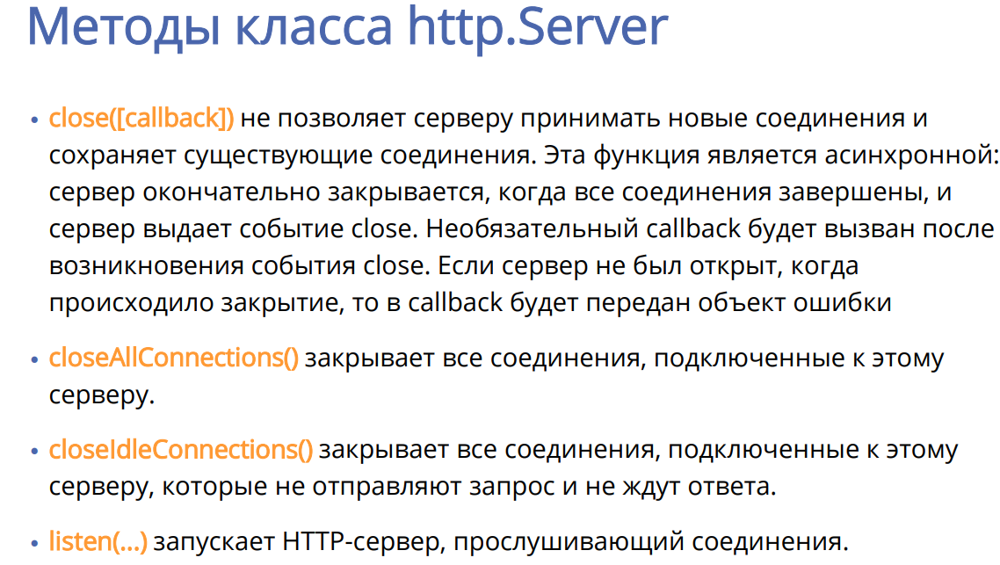 Методы класса http.Server
• close([callback]) не позволяет серверу принимать новые соединения и
сохраняет существующие соединения. Эта функция является асинхронной:
сервер окончательно закрывается, когда все соединения завершены, и
сервер выдает событие close. Необязательный callback будет вызван после
возникновения события close. Если сервер не был открыт, когда
происходило закрытие, то в callback будет передан объект ошибки
• closeAllConnections() закрывает все соединения, подключенные к этому
серверу.
• closeIdleConnections() закрывает все соединения, подключенные к этому
серверу, которые не отправляют запрос и не ждут ответа.
• listen(...) запускает HTTP-сервер, прослушивающий соединения.